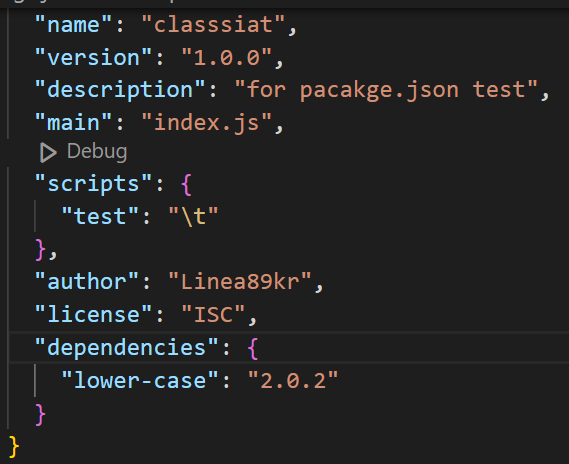 "name": "classsiat",
"version": "1.0.0",
"description": "for pacakge.json test",
"main": "index.js",
Debug
"scripts": {
"test": "\t"
},
"author": "Linea89kr",
"license": "ISC",
"dependencies": {
"lower-case": "2.0.2"
}
}